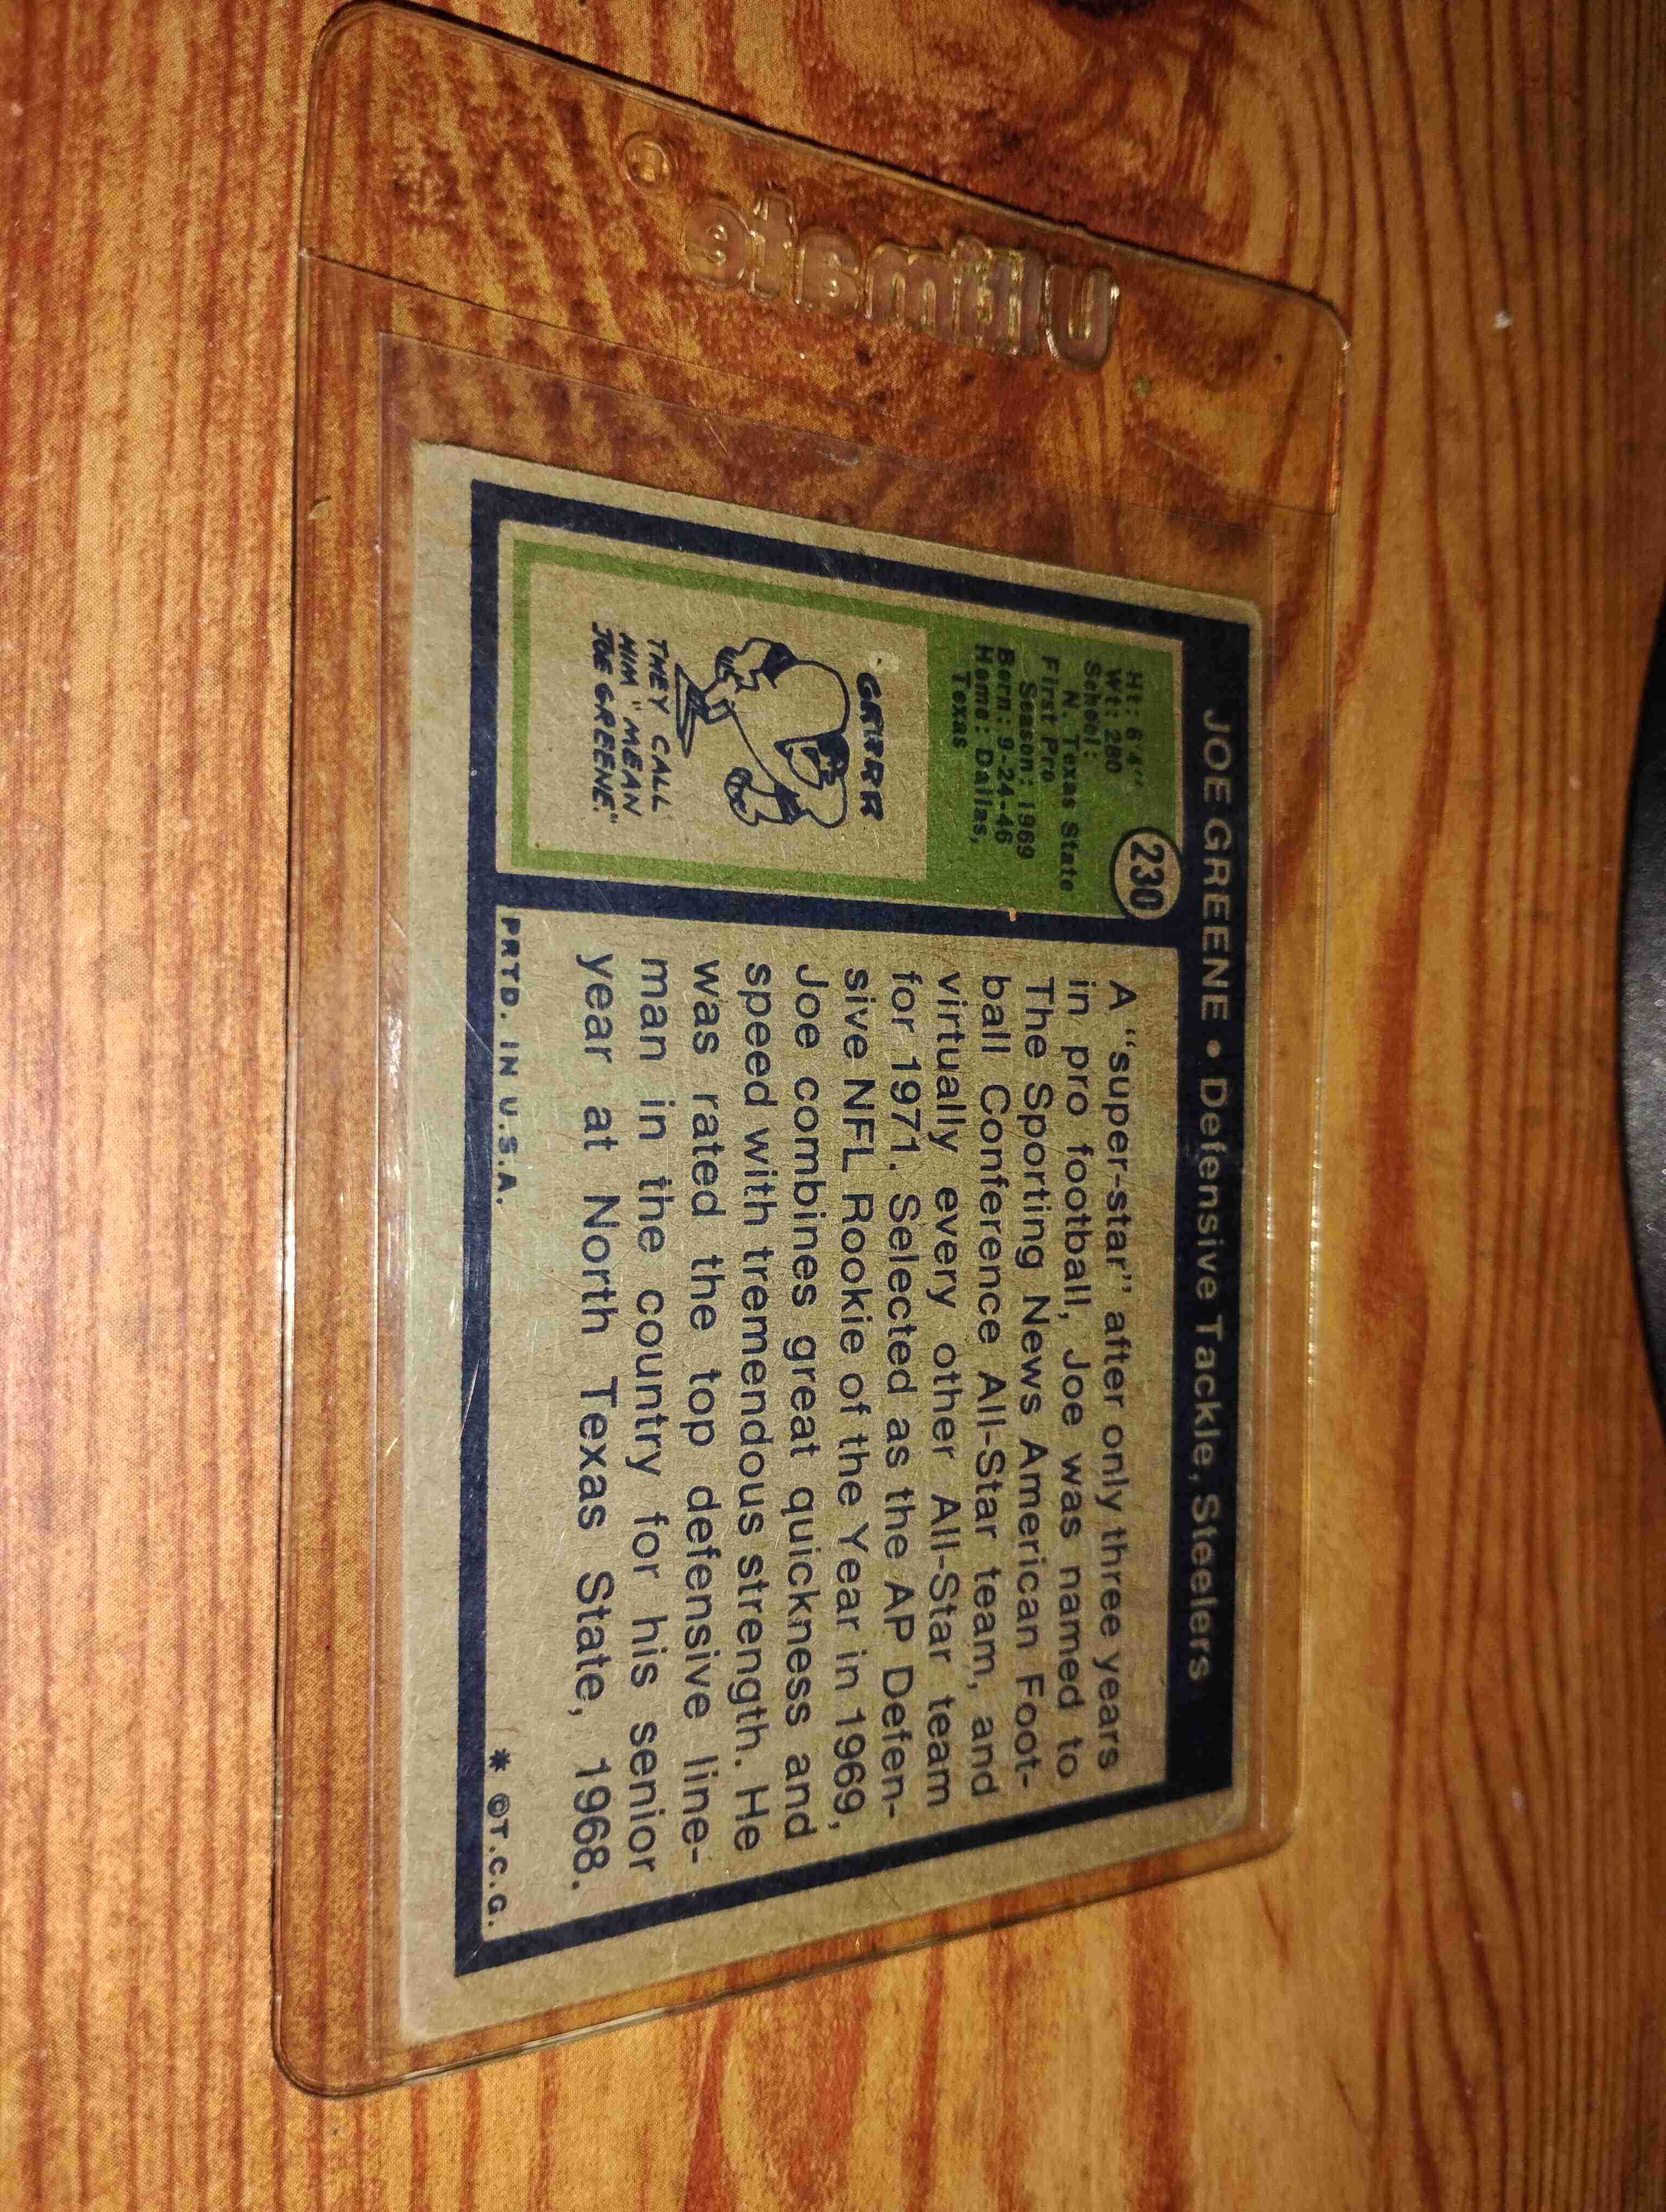 Ultimate
®
JOE GREENE • Defensive Tackle, Steelers
230
Ht: 6'4"
Wt: 280
School:
N. Texas State
First Pro
Season: 1969
Born: 9-24-46
Home: Dallas,
Texas
GRRRR
THEY CALL
HIM "MEAN
JOE GREENE."
A "super-star" after only three years
in pro football, Joe was named to
The Sporting News American Foot-
ball Conference All-Star team, and
virtually every other All-Star team
for 1971. Selected as the AP Defen-
sive NFL Rookie of the Year in 1969,
Joe combines great quickness and
speed with tremendous strength. He
was rated the top defensive line-
man in the country for his senior
year at North Texas State, 1968.
PRTD. IN U.S.A.
* ©T.C.G.